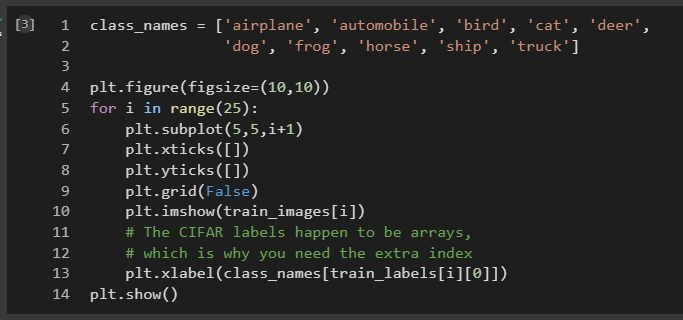 [3] 1 class_names = ['airplane', 'automobile', 'bird', 'cat', 'deer',
2                'dog', 'frog', 'horse', 'ship', 'truck']
3
4 plt.figure(figsize=(10,10))
5 for i in range(25):
6     plt.subplot(5,5,i+1)
7     plt.xticks([])
8     plt.yticks([])
9     plt.grid(False)
10     plt.imshow(train_images[i])
11     # The CIFAR labels happen to be arrays,
12     # which is why you need the extra index
13     plt.xlabel(class_names[train_labels[i][0]])
14 plt.show()